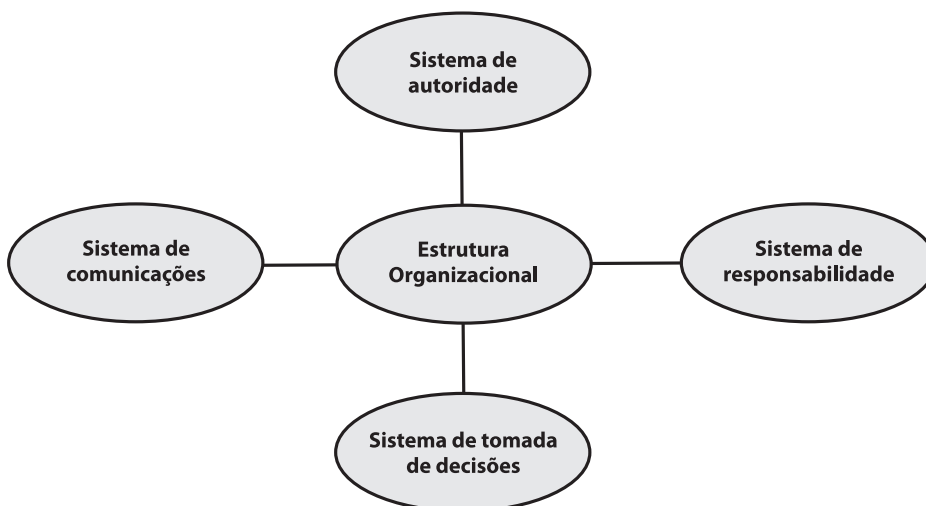 Sistema de
autoridade
Sistema de
comunicações
Estrutura
Organizacional
Sistema de
responsabilidade
Sistema de tomada
de decisões